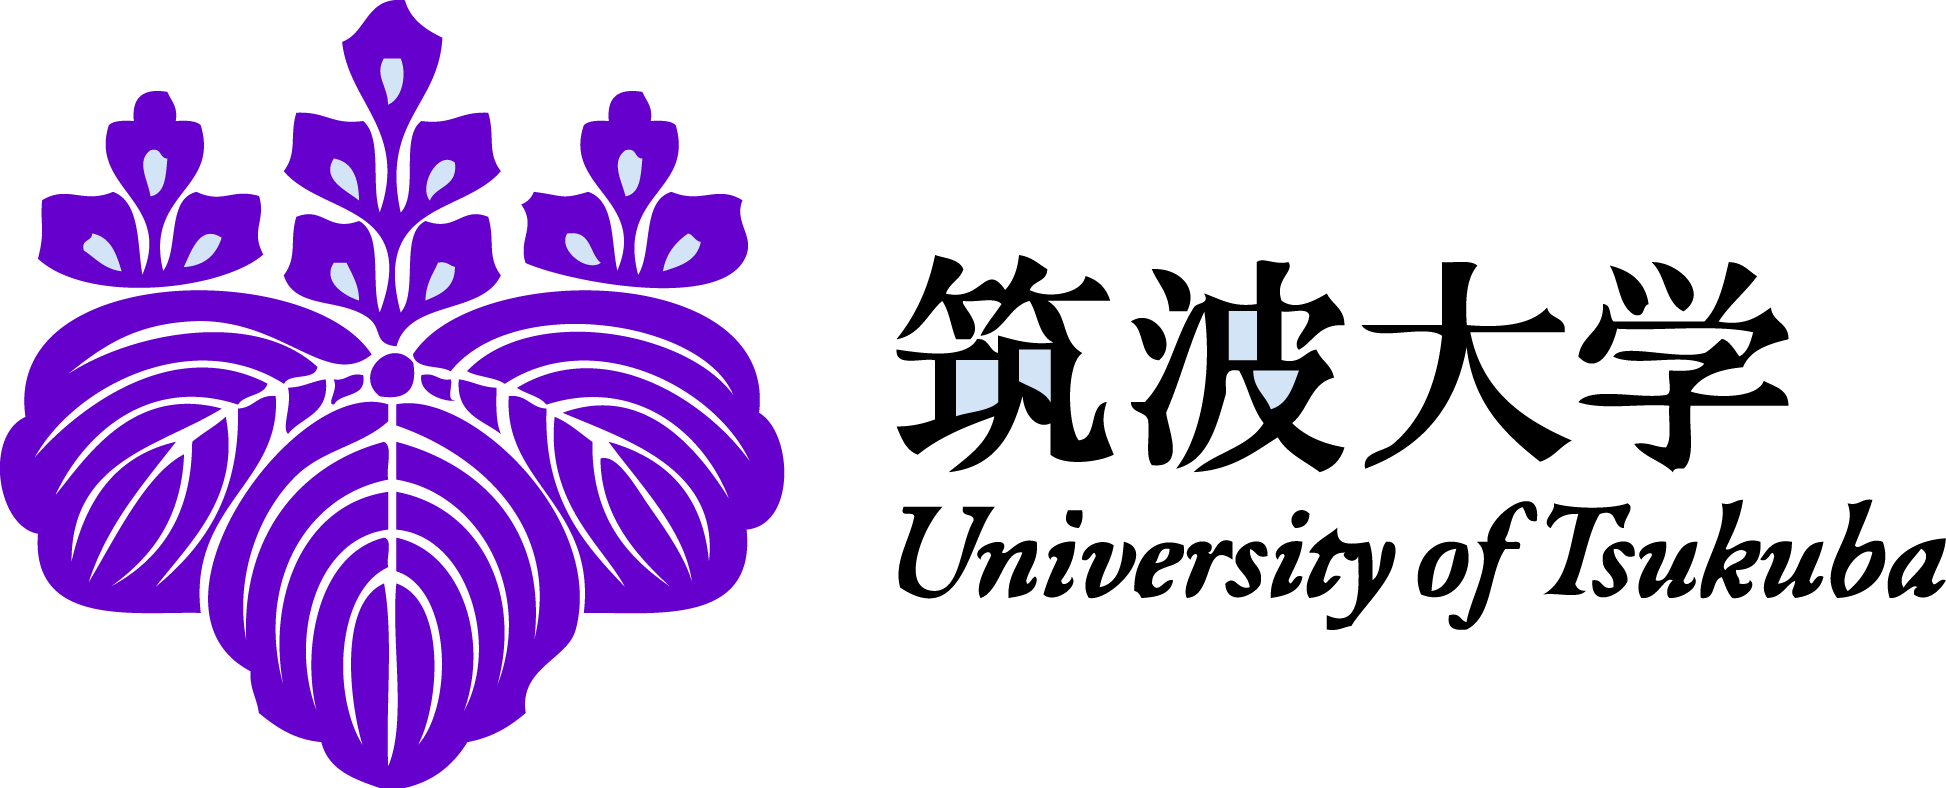 筑波大学
University of Tsukuba